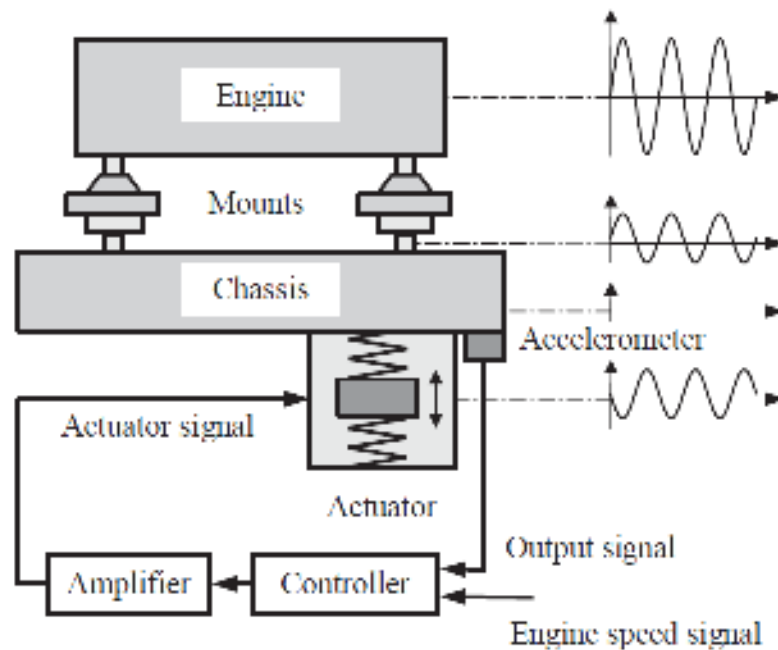 Engine
Mounts
Chassis
Accelerometer
Actuator signal
Actuator
Output signal
Amplifier
Controller
Engine speed signal